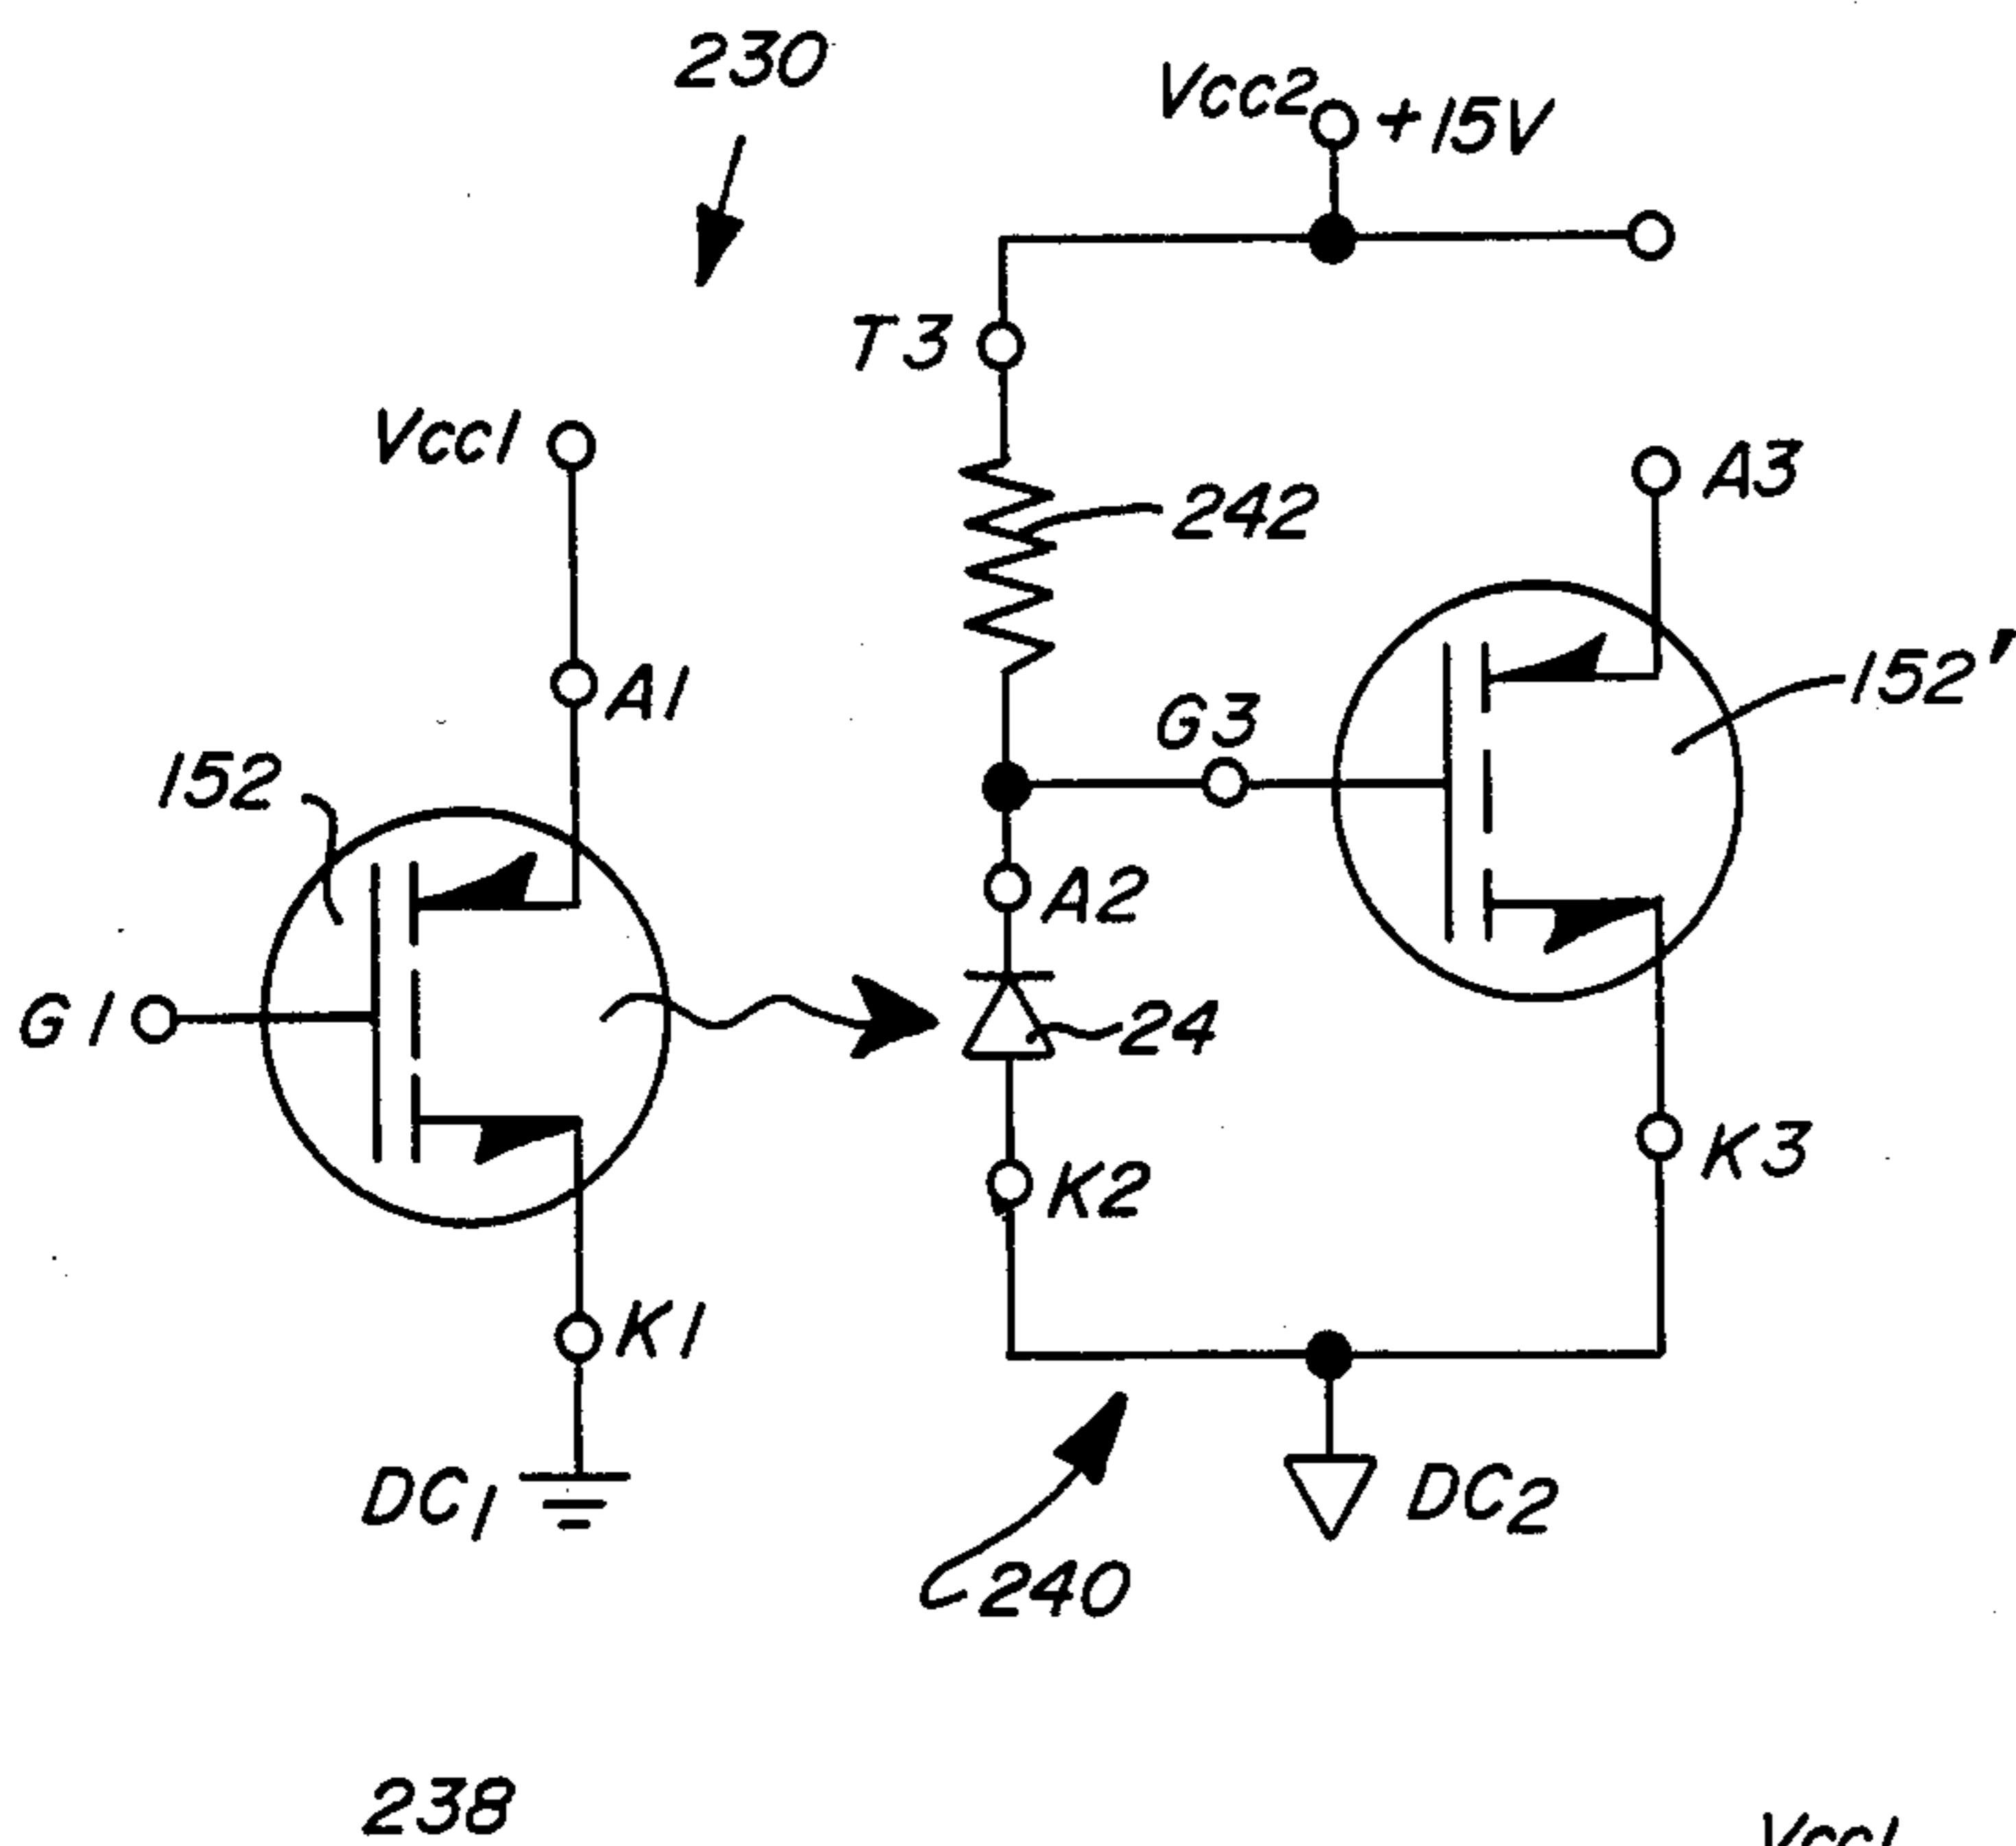 230
Vcc2 +15V
T3
Vcc1
A3
242
A1
152'
G3
152
A2
G1
24
K2
K3
K1
DC1
DC2
240
238
Vcc1